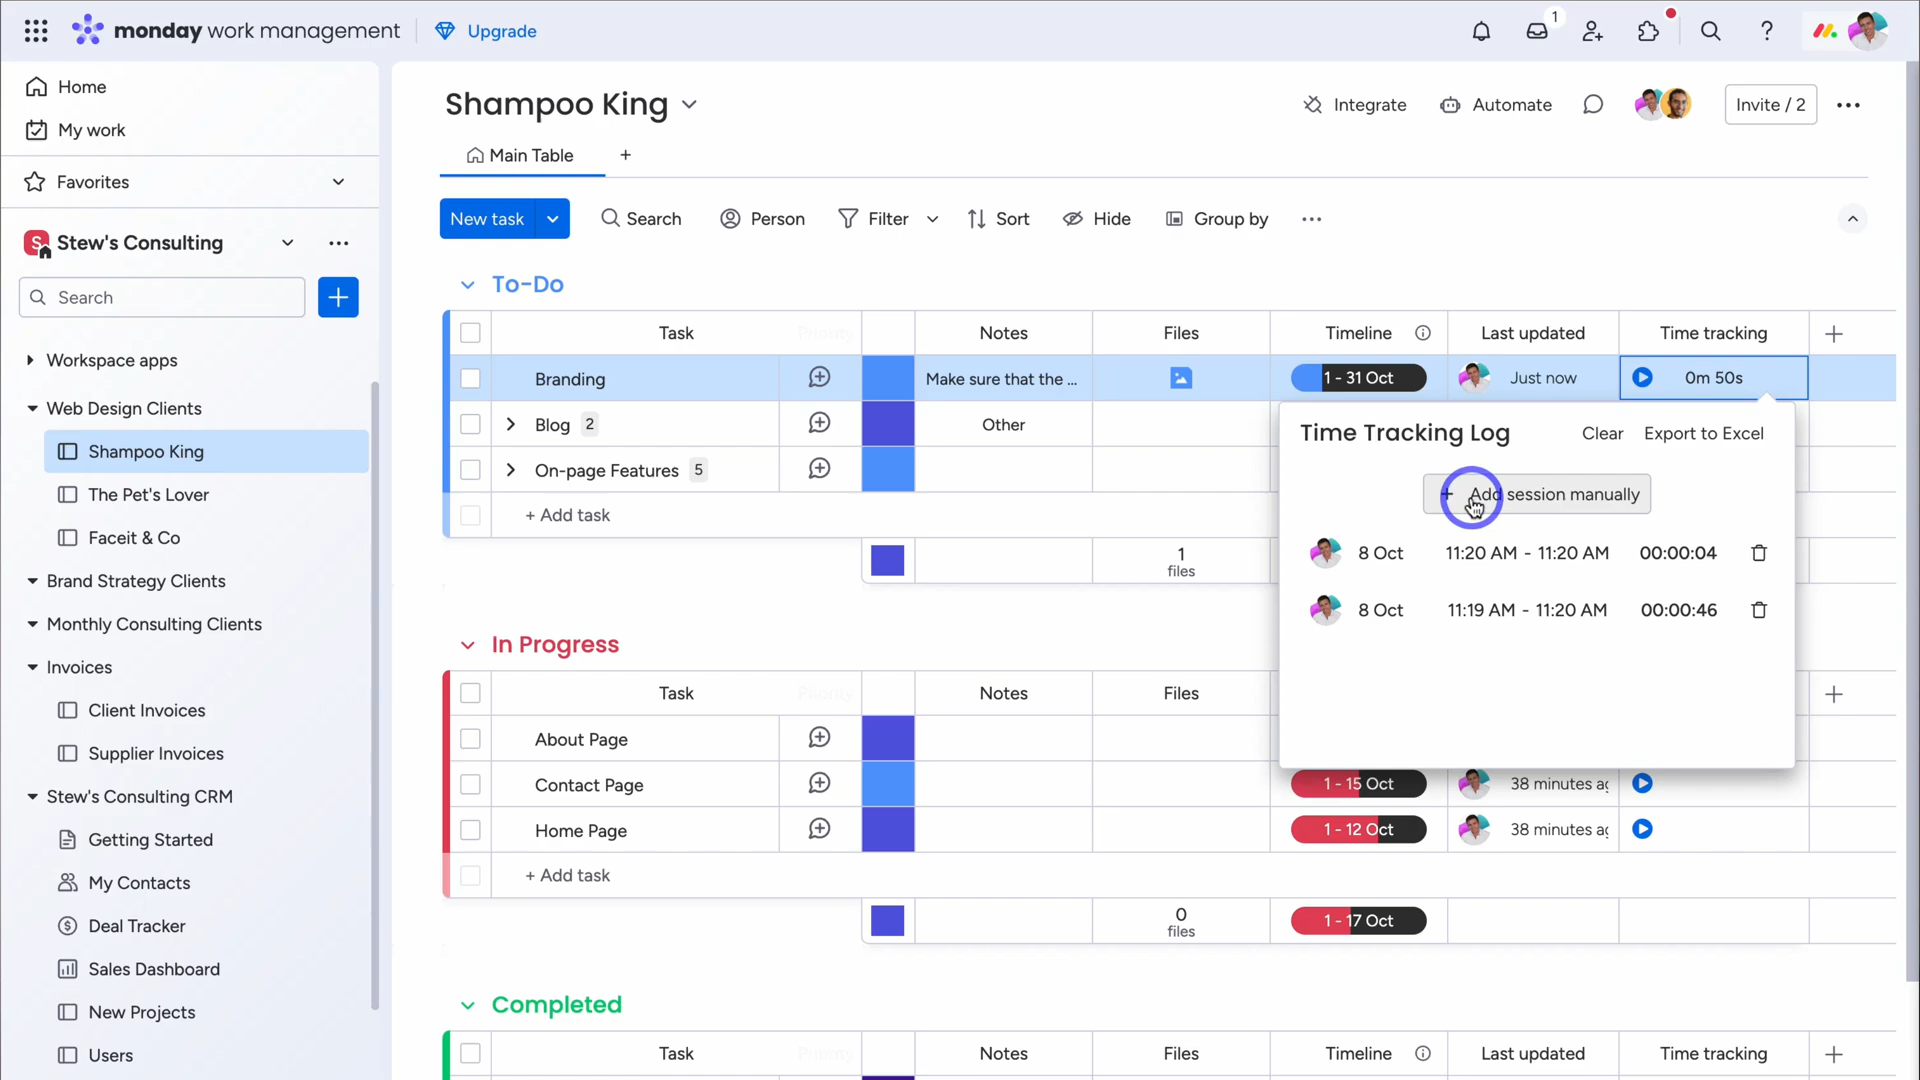 monday work management
Upgrade
1
Home
My work
Favorites
S
Stew's Consulting
Search
Workspace apps
Web Design Clients
Shampoo King
The Pet's Lover
Faceit & Co
Brand Strategy Clients
Monthly Consulting Clients
Invoices
Client Invoices
Supplier Invoices
Stew's Consulting CRM
Getting Started
My Contacts
Deal Tracker
Sales Dashboard
New Projects
Users
Shampoo King
Integrate
Automate
Invite / 2
Main Table
+
New task
Search
Person
Filter
Sort
Hide
Group by
To-Do
Task Priority Notes Files Timeline Last updated Time tracking
Branding Make sure that the ... 1 - 31 Oct Just now 0m 50s
Blog 2 Other
On-page Features 5
+ Add task
1
files
Time Tracking Log Clear Export to Excel
+ Add session manually
8 Oct 11:20 AM - 11:20 AM 00:00:04
8 Oct 11:19 AM - 11:20 AM 00:00:46
In Progress
Task Priority Notes Files
About Page
Contact Page 1 - 15 Oct 38 minutes ag
Home Page 1 - 12 Oct 38 minutes ag
+ Add task
0
files
1 - 17 Oct
Completed
Task Priority Notes Files Timeline Last updated Time tracking